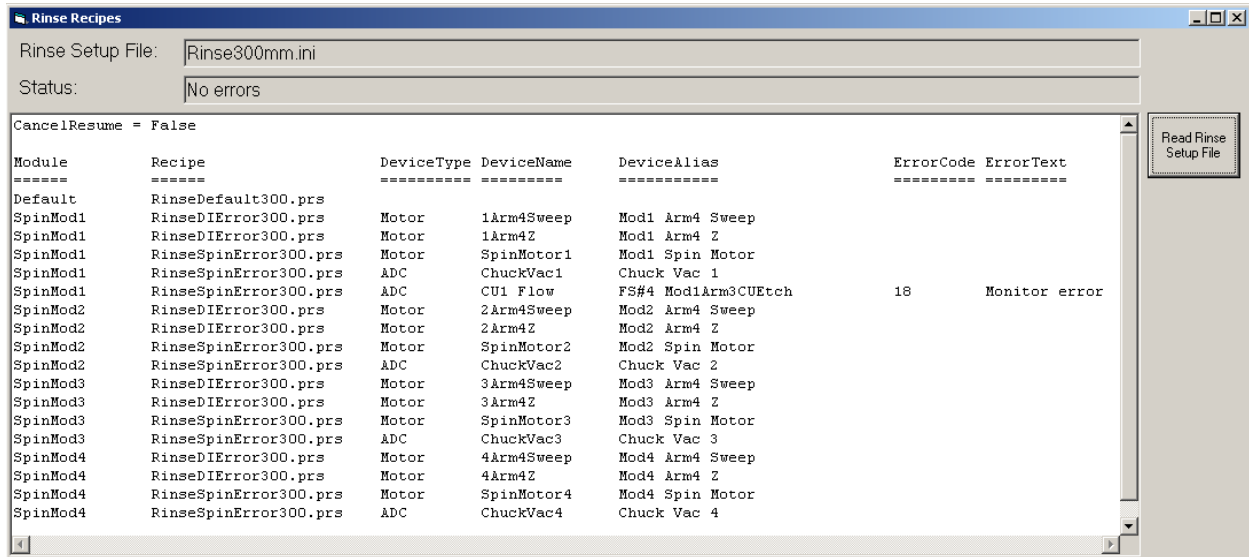 Rinse Recipes
Rinse Setup File: Rinse300mm.ini
Status: No errors
Read Rinse
Setup File
CancelResume = False
Module Recipe DeviceType DeviceName DeviceAlias ErrorCode ErrorText
====== ====== ========== ========= =========== ========= =========
Default RinseDefault300.prs
SpinMod1 RinseDIError300.prs Motor 1Arm4Sweep Mod1 Arm4 Sweep
SpinMod1 RinseDIError300.prs Motor 1Arm4Z Mod1 Arm4 Z
SpinMod1 RinseSpinError300.prs Motor SpinMotor1 Mod1 Spin Motor
SpinMod1 RinseSpinError300.prs ADC ChuckVac1 Chuck Vac 1
SpinMod1 RinseSpinError300.prs ADC CU1 Flow FS#4 Mod1Arm3CUEtch 18 Monitor error
SpinMod2 RinseDIError300.prs Motor 2Arm4Sweep Mod2 Arm4 Sweep
SpinMod2 RinseDIError300.prs Motor 2Arm4Z Mod2 Arm4 Z
SpinMod2 RinseSpinError300.prs Motor SpinMotor2 Mod2 Spin Motor
SpinMod2 RinseSpinError300.prs ADC ChuckVac2 Chuck Vac 2
SpinMod3 RinseDIError300.prs Motor 3Arm4Sweep Mod3 Arm4 Sweep
SpinMod3 RinseDIError300.prs Motor 3Arm4Z Mod3 Arm4 Z
SpinMod3 RinseSpinError300.prs Motor SpinMotor3 Mod3 Spin Motor
SpinMod3 RinseSpinError300.prs ADC ChuckVac3 Chuck Vac 3
SpinMod4 RinseDIError300.prs Motor 4Arm4Sweep Mod4 Arm4 Sweep
SpinMod4 RinseDIError300.prs Motor 4Arm4Z Mod4 Arm4 Z
SpinMod4 RinseSpinError300.prs Motor SpinMotor4 Mod4 Spin Motor
SpinMod4 RinseSpinError300.prs ADC ChuckVac4 Chuck Vac 4